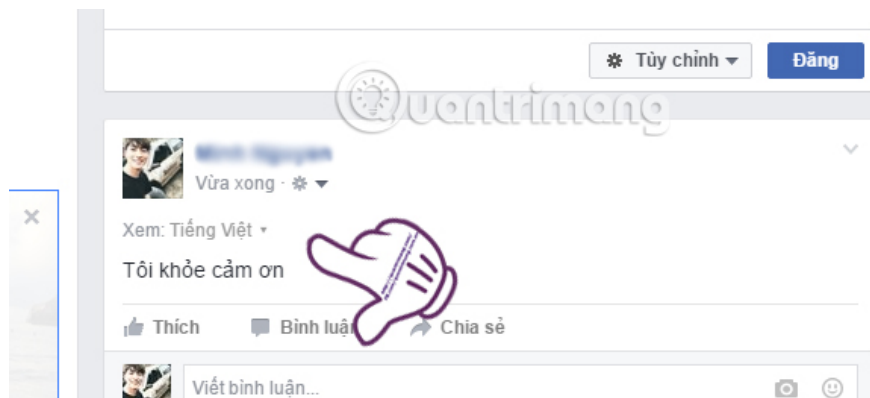 Tùy chỉnh
Đăng
Quantrimang
Vừa xong
Xem: Tiếng Việt
Tôi khỏe cảm ơn
Thích
Bình luận
Chia sẻ
Viết bình luận...